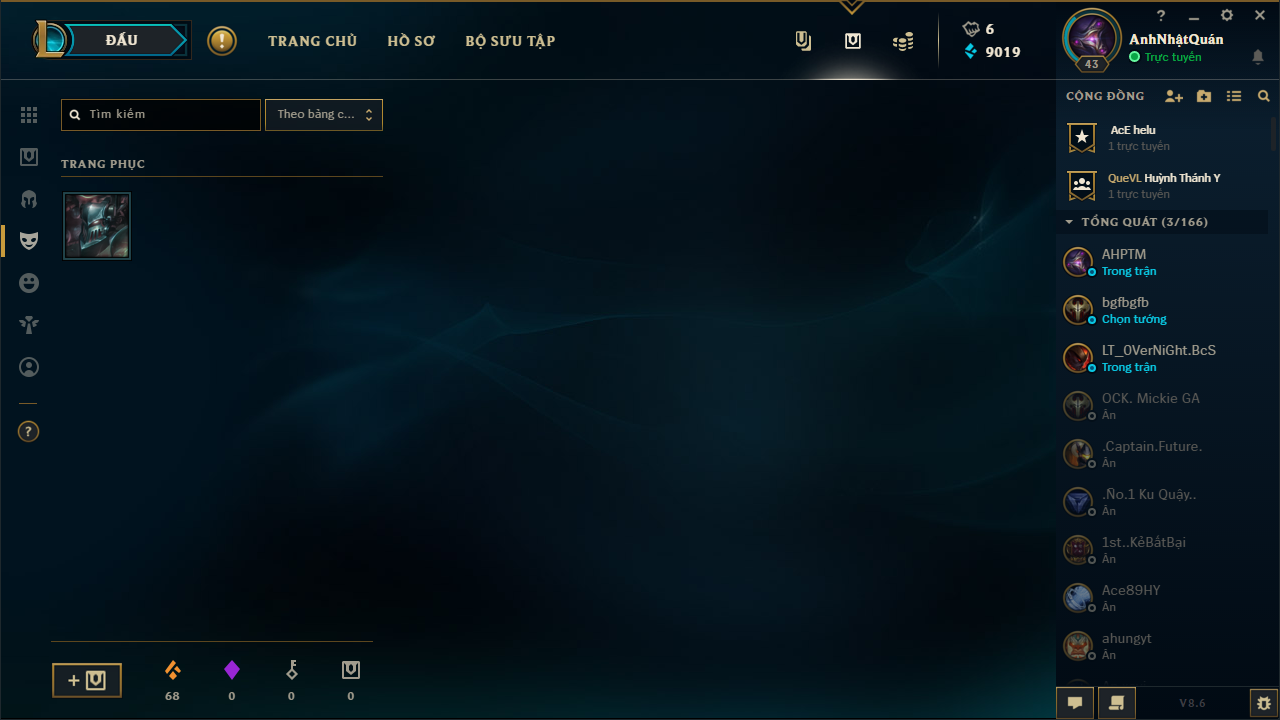 ĐẤU
!
TRANG CHỦ
HỒ SƠ
BỘ SƯU TẬP
6
9019
?
AnhNhậtQuán
Trực tuyến
43
Tìm kiếm
Theo bảng c...
TRANG PHỤC
?
68
0
0
0
CỘNG ĐỒNG
AcE helu
1 trực tuyến
QueVL Huỳnh Thánh Y
1 trực tuyến
TỔNG QUÁT (3/166)
AHPTM
Trong trận
bgfbgfb
Chọn tướng
LT_0VerNiGht.BcS
Trong trận
OCK. Mickie GA
Ẩn
.Captain.Future.
Ẩn
.Ño.1 Ku Quậy..
Ẩn
1st..KẻBấtBại
Ẩn
Ace89HY
Ẩn
ahungyt
Ẩn
V8.6